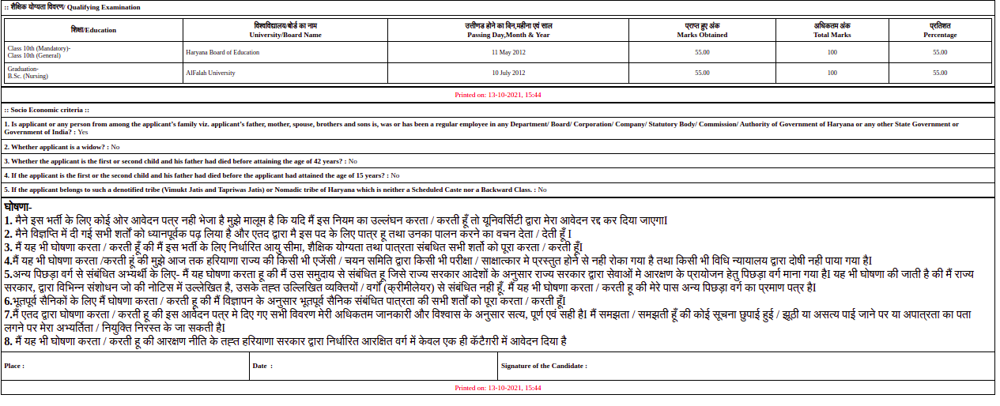 :: शैक्षिक योग्यता विवरण/ Qualifying Examination
शिक्षा/Education
विश्वविद्यालय/बोर्ड का नाम
University/Board Name
उत्तीणड होने का दिन,महीना एवं साल
Passing Day,Month & Year
प्राप्त हुए अंक
Marks Obtained
अधिकतम अंक
Total Marks
प्रतिशत
Percentage
Class 10th (Mandatory)-
Class 10th (General)
Haryana Board of Education
11 May 2012
55.00
100
55.00
Graduation-
B.Sc. (Nursing)
AlFalah University
10 July 2012
55.00
100
55.00
Printed on: 13-10-2021, 15:44
:: Socio Economic criteria ::
1. Is applicant or any person from among the applicant's family viz. applicant's father, mother, spouse, brothers and sons is, was or has been a regular employee in any Department/ Board/ Corporation/ Company/ Statutory Body/ Commission/ Authority of Government of Haryana or any other State Government or
Government of India? : Yes
2. Whether applicant is a widow? : No
3. Whether the applicant is the first or second child and his father had died before attaining the age of 42 years? : No
4. If the applicant is the first or the second child and his father had died before the applicant had attained the age of 15 years? : No
5. If the applicant belongs to such a denotified tribe (Vimukt Jatis and Tapriwas Jatis) or Nomadic tribe of Haryana which is neither a Scheduled Caste nor a Backward Class. : No
घोषणा-
1. मैने इस भर्ती के लिए कोई ओर आवेदन पत्र नही भेजा है मुझे मालूम है कि यदि मैं इस नियम का उल्लंघन करता / करती हूँ तो यूनिवर्सिटी द्वारा मेरा आवेदन रद्द कर दिया जाएगाI
2. मैने विज्ञप्ति में दी गई सभी शर्तों को ध्यानपूर्वक पढ़ लिया है और एतद द्वारा मै इस पद के लिए पात्र हू तथा उनका पालन करने का वचन देता / देती हूँ I
3. मैं यह भी घोषणा करता / करती हूँ की मैं इस भर्ती के लिए निर्धारित आयु सीमा, शैक्षिक योग्यता तथा पात्रता संबधित सभी शर्तो को पूरा करता / करती हूँI
4.मैं यह भी घोषणा करता /करती हूं की मुझे आज तक हरियाणा राज्य की किसी भी एजेंसी / चयन समिति द्वारा किसी भी परीक्षा / साक्षात्कार मे प्रस्तुत होने से नही रोका गया है तथा किसी भी विधि न्यायालय द्वारा दोषी नही पाया गया हैI
5.अन्य पिछड़ा वर्ग से संबंधित अभ्यर्थी के लिए- मैं यह घोषणा करता हू की मैं उस समुदाय से संबंधित हू जिसे राज्य सरकार आदेशों के अनुसार राज्य सरकार द्वारा सेवाओं मे आरक्षण के प्रायोजन हेतु पिछड़ा वर्ग माना गया हैI यह भी घोषणा की जाती है की मैं राज्य
सरकार, द्वारा विभिन्न संशोधन जो की नोटिस में उल्लेखित है, उसके तह्त उल्लिखित व्यक्तियों / वर्गों (क्रीमीलेयर) से संबंधित नही हूँ. मैं यह भी घोषणा करता / करती हू की मेरे पास अन्य पिछड़ा वर्ग का प्रमाण पत्र हैI
6.भूतपूर्व सैनिकों के लिए मैं घोषणा करता / करती हू की मैं विज्ञापन के अनुसार भूतपूर्व सैनिक संबंधित पात्रता की सभी शर्तों को पूरा करता / करती हूँI
7.मैं एतद द्वारा घोषणा करता / करती हू की इस आवेदन पत्र मे दिए गए सभी विवरण मेरी अधिकतम जानकारी और विश्वास के अनुसार सत्य, पूर्ण एवं सही हैI मैं समझता / समझती हूँ की कोई सूचना छुपाई हुई / झूठी या असत्य पाई जाने पर या अपात्रता का पता
लगने पर मेरा अभ्यर्तिता / नियुक्ति निरस्त के जा सकती हैI
8. मैं यह भी घोषणा करता / करती हू की आरक्षण नीति के तह्त हरियाणा सरकार द्वारा निर्धारित आरक्षित वर्ग में केवल एक ही कॅटैग़री में आवेदन दिया है
Place :
Date :
Signature of the Candidate :
Printed on: 13-10-2021, 15:44